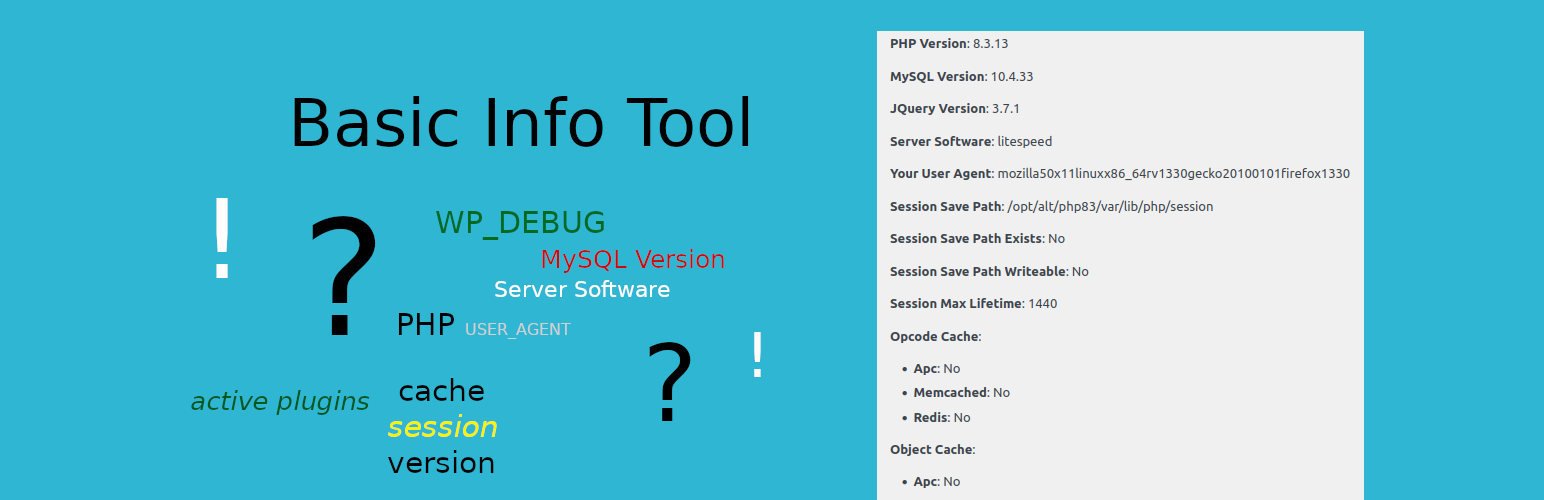 Basic Info Tool
!
?
WP_DEBUG
MySQL Version
Server Software
PHP USER_AGENT
?
!
active plugins
cache
session
version
PHP Version: 8.3.13
MySQL Version: 10.4.33
JQuery Version: 3.7.1
Server Software: litespeed
Your User Agent: mozilla50x11linuxx86_64rv1330gecko20100101firefox1330
Session Save Path: /opt/alt/php83/var/lib/php/session
Session Save Path Exists: No
Session Save Path Writeable: No
Session Max Lifetime: 1440
Opcode Cache:
• Apc: No
• Memcached: No
• Redis: No
Object Cache:
• Apc: No